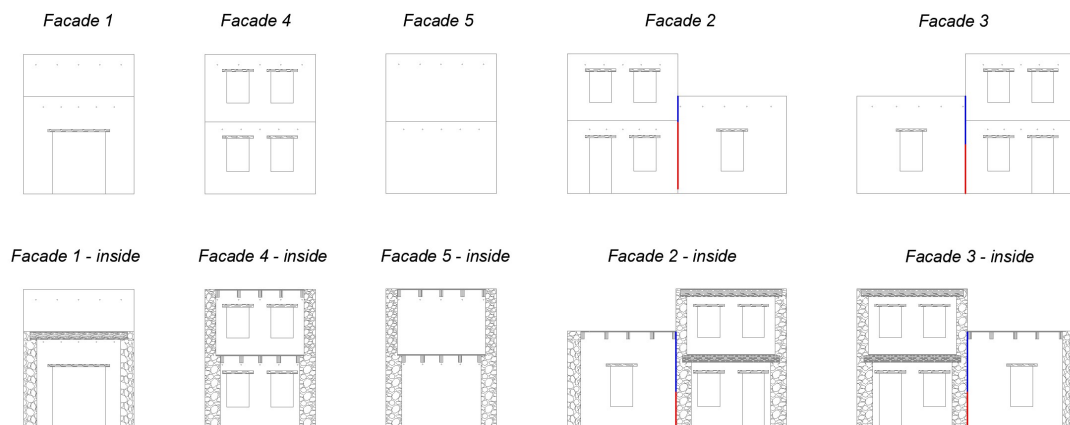 Facade 1
Facade 4
Facade 5
Facade 2
Facade 3
Facade 1 - inside
Facade 4 - inside
Facade 5 - inside
Facade 2 - inside
Facade 3 - inside